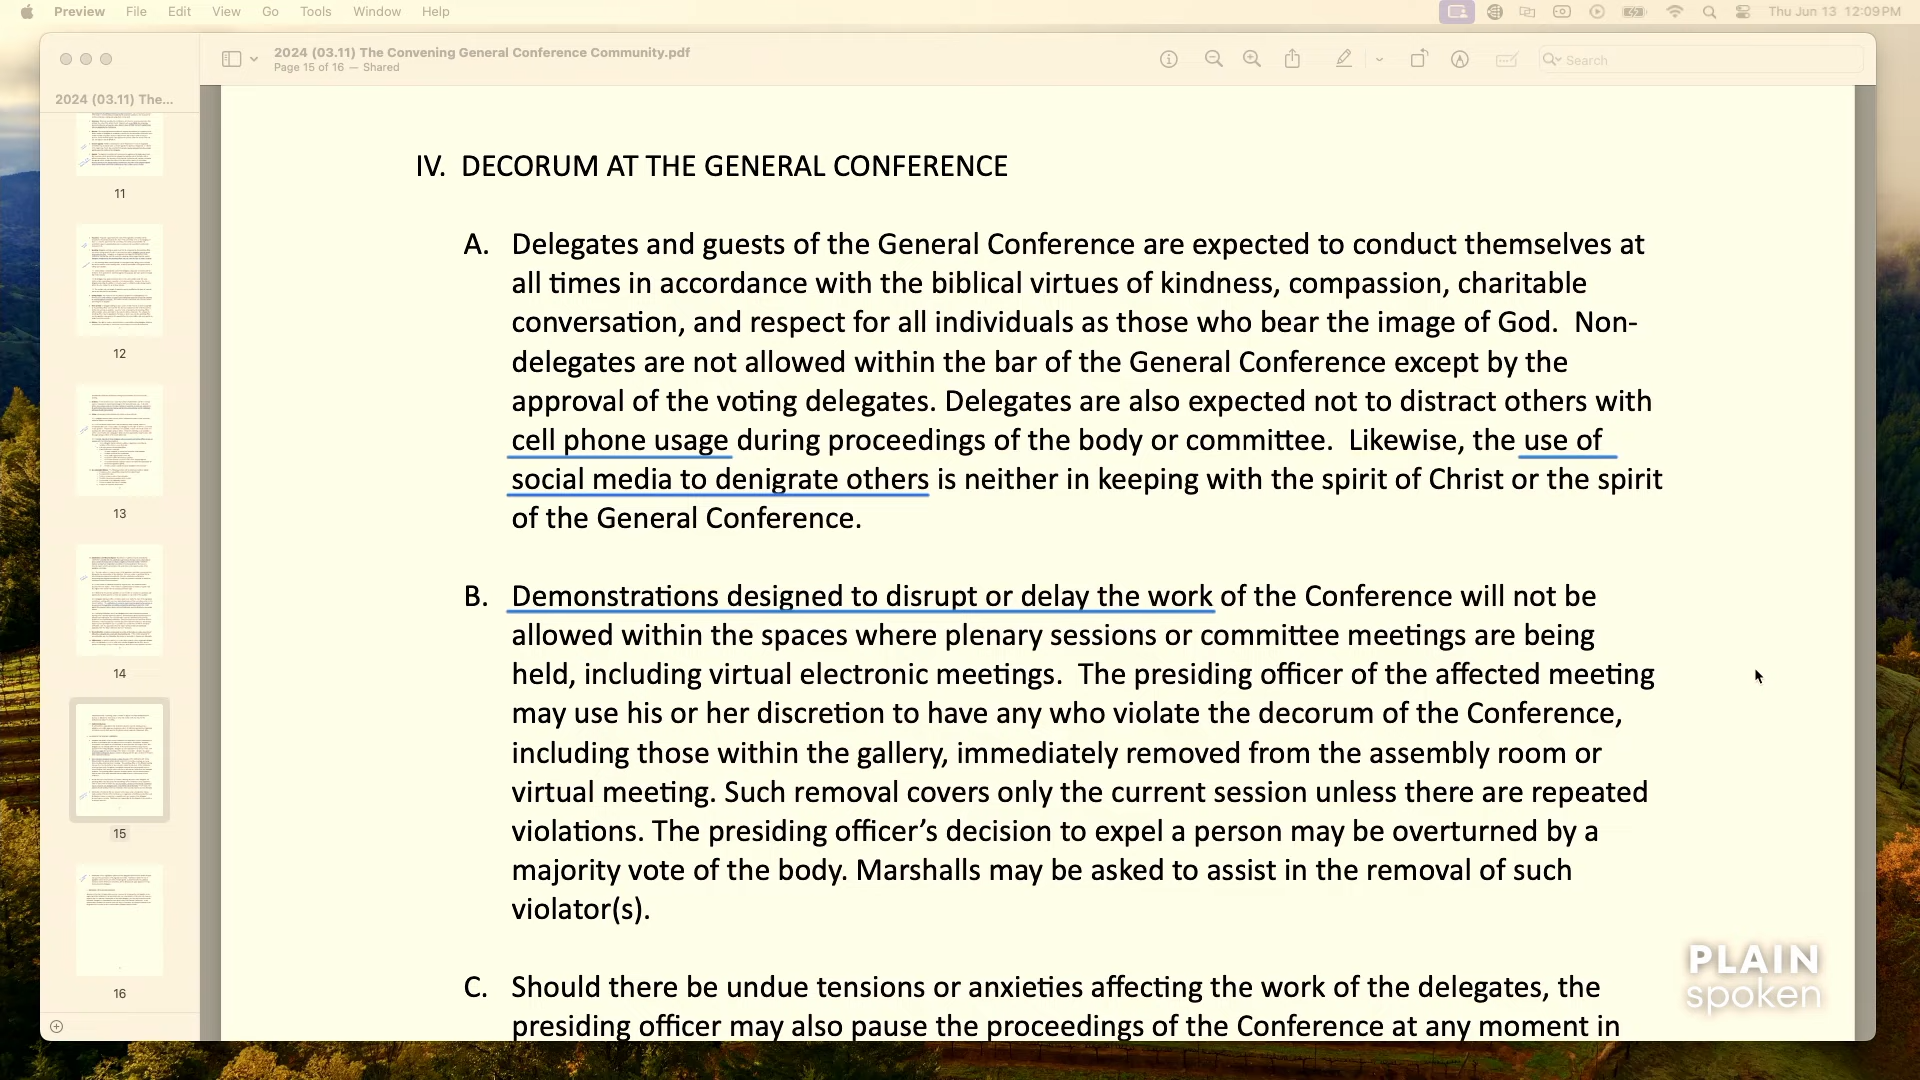 Preview File Edit View Go Tools Window Help Thu Jun 13 12:09 PM
2024 (03.11) The Convening General Conference Community.pdf
Page 15 of 16 — Shared
Search
2024 (03.11) The...
11
12
13
14
15
16
IV. DECORUM AT THE GENERAL CONFERENCE
A. Delegates and guests of the General Conference are expected to conduct themselves at
all times in accordance with the biblical virtues of kindness, compassion, charitable
conversation, and respect for all individuals as those who bear the image of God. Non-
delegates are not allowed within the bar of the General Conference except by the
approval of the voting delegates. Delegates are also expected not to distract others with
cell phone usage during proceedings of the body or committee. Likewise, the use of
social media to denigrate others is neither in keeping with the spirit of Christ or the spirit
of the General Conference.
B. Demonstrations designed to disrupt or delay the work of the Conference will not be
allowed within the spaces where plenary sessions or committee meetings are being
held, including virtual electronic meetings. The presiding officer of the affected meeting
may use his or her discretion to have any who violate the decorum of the Conference,
including those within the gallery, immediately removed from the assembly room or
virtual meeting. Such removal covers only the current session unless there are repeated
violations. The presiding officer’s decision to expel a person may be overturned by a
majority vote of the body. Marshalls may be asked to assist in the removal of such
violator(s).
C. Should there be undue tensions or anxieties affecting the work of the delegates, the
presiding officer may also pause the proceedings of the Conference at any moment in
PLAIN
spoken